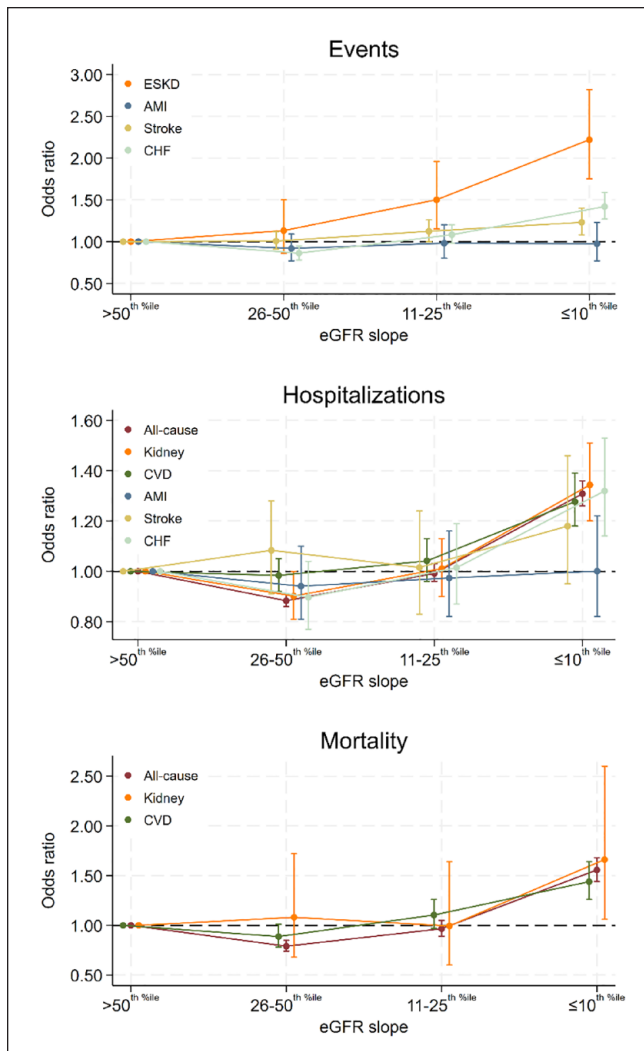 Events
3.00
2.50
2.00
1.50
1.00
0.50
Odds ratio
ESKD
AMI
Stroke
CHF
>50th %ile
26-50th %ile
11-25th %ile
≤10th %ile
eGFR slope
Hospitalizations
1.60
1.40
1.20
1.00
0.80
Odds ratio
All-cause
Kidney
CVD
AMI
Stroke
CHF
>50th %ile
26-50th %ile
11-25th %ile
≤10th %ile
eGFR slope
Mortality
2.50
2.00
1.50
1.00
0.50
Odds ratio
All-cause
Kidney
CVD
>50th %ile
26-50th %ile
11-25th %ile
≤10th %ile
eGFR slope